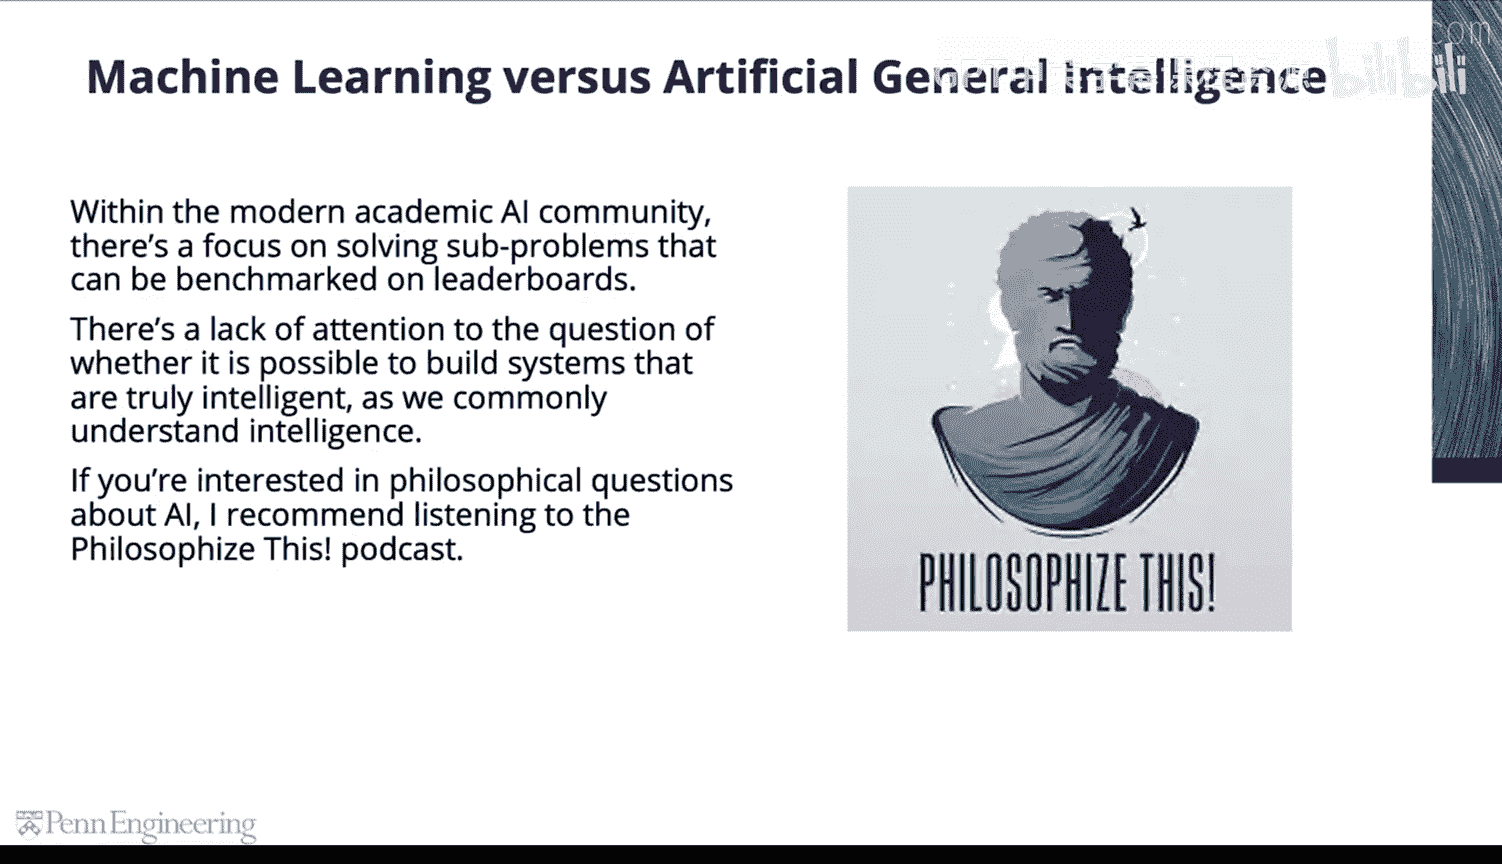 com
bilibili
Machine Learning versus Artificial General Intelligence
Within the modern academic AI community,
there's a focus on solving sub-problems that
can be benchmarked on leaderboards.
There's a lack of attention to the question of
whether it is possible to build systems that
are truly intelligent, as we commonly
understand intelligence.
If you're interested in philosophical questions
about AI, I recommend listening to the
Philosophize This! podcast.
PHILOSOPHIZE THIS!
Penn Engineering